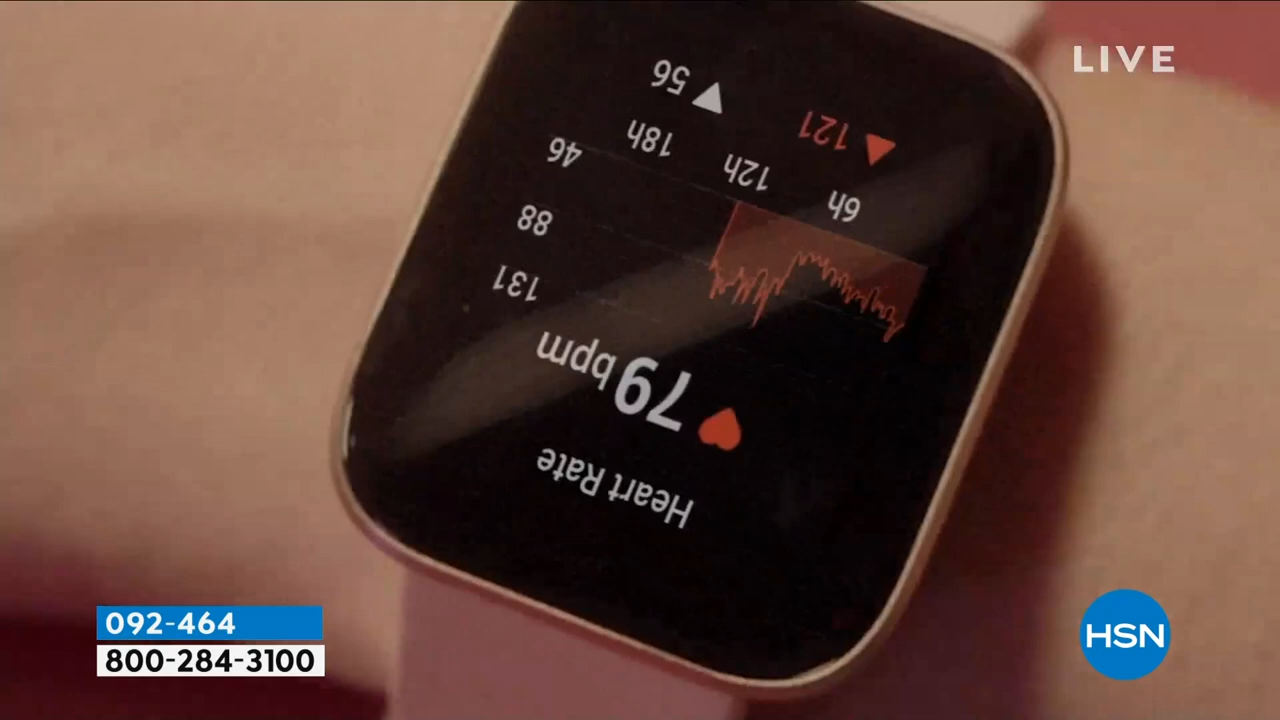 LIVE
Heart Rate
79 bpm
131
88
46
6h 12h 18h
▼ 121 ▲ 56
092-464
800-284-3100
HSN